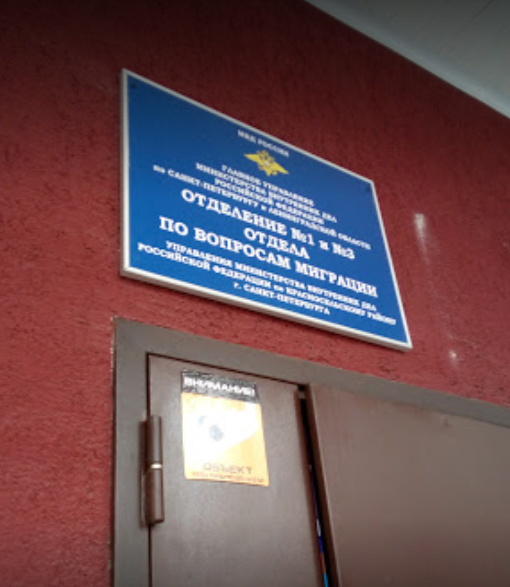 МВД РОССИИ
ГЛАВНОЕ УПРАВЛЕНИЕ
МИНИСТЕРСТВА ВНУТРЕННИХ ДЕЛ
РОССИЙСКОЙ ФЕДЕРАЦИИ
по САНКТ-ПЕТЕРБУРГУ и ЛЕНИНГРАДСКОЙ ОБЛАСТИ
ОТДЕЛЕНИЕ №1 и №3
ОТДЕЛА
ПО ВОПРОСАМ МИГРАЦИИ
УПРАВЛЕНИЯ МИНИСТЕРСТВА ВНУТРЕННИХ ДЕЛ
РОССИЙСКОЙ ФЕДЕРАЦИИ по КРАСНОСЕЛЬСКОМУ РАЙОНУ
г. САНКТ-ПЕТЕРБУРГА
ВНИМАНИЕ!
ОБЪЕКТ